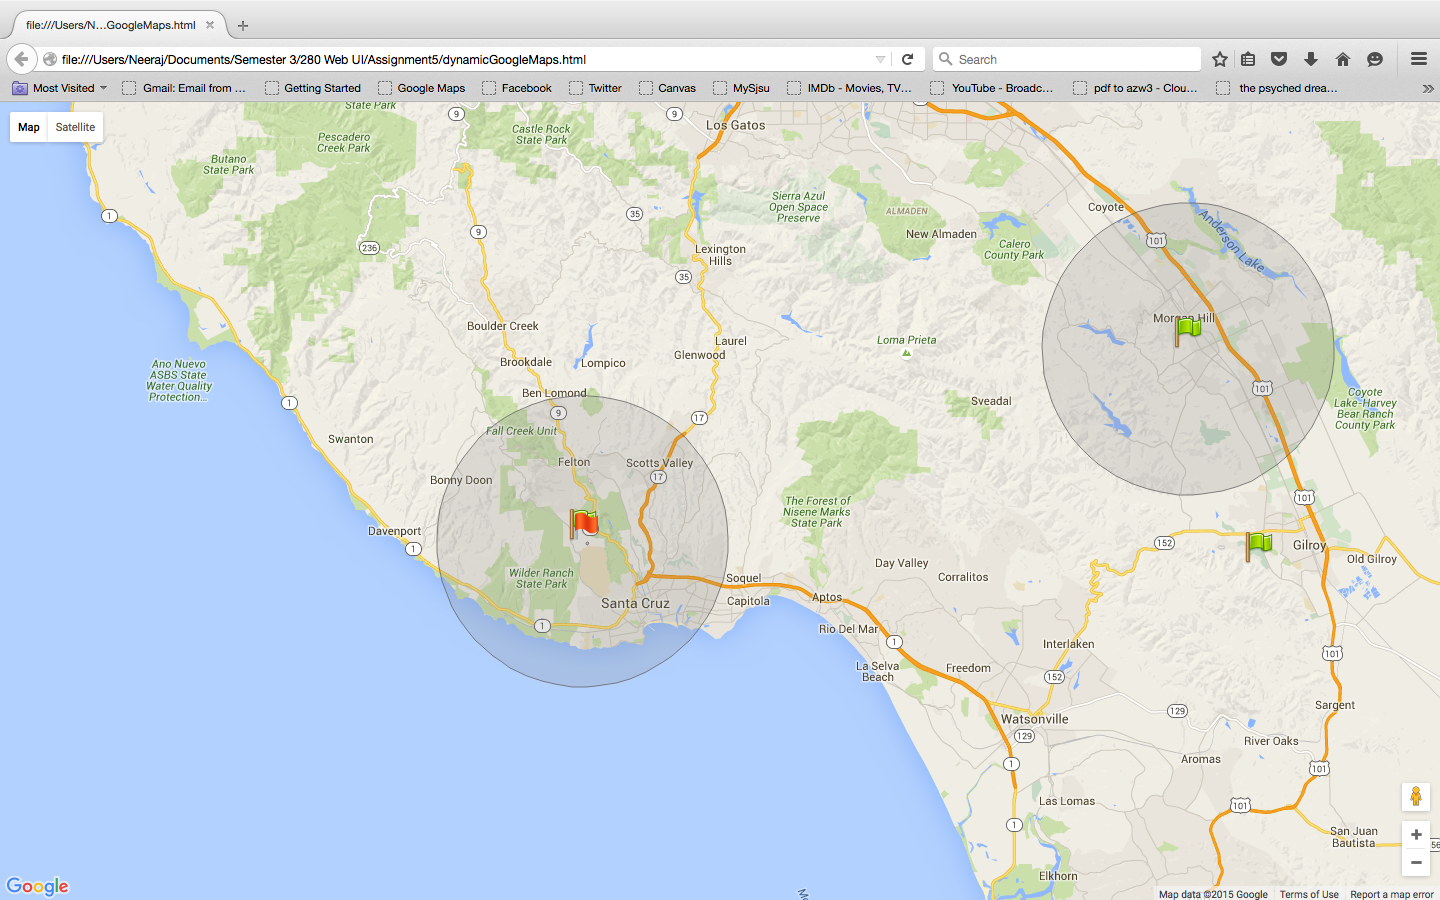 file:///Users/N...GoogleMaps.html
file:///Users/Neeraj/Documents/Semester 3/280 Web UI/Assignment5/dynamicGoogleMaps.html
Search
Most Visited
Gmail: Email from ...
Getting Started
Google Maps
Facebook
Twitter
Canvas
MySjsu
IMDb - Movies, TV...
YouTube - Broadc...
pdf to azw3 - Clou...
the psyched drea...
Map
Satellite
State Park
9
9
Los Gatos
Castle Rock
State Park
Pescadero
Creek Park
Butano
State Park
Sierra Azul
Open Space
Preserve
ALMADEN
New Almaden
Calero
County Park
Coyote
101
Anderson Lake
1
35
9
236
Lexington
Hills
35
Morgan Hill
Boulder Creek
Laurel
Glenwood
Loma Prieta
Brookdale
Lompico
Ano Nuevo
ASBS State
Water Quality
Protection...
Ben Lomond
101
Coyote
Lake-Harvey
Bear Ranch
County Park
1
9
17
Sveadal
Fall Creek Unit
Swanton
Felton
Scotts Valley
17
Bonny Doon
101
The Forest of
Nisene Marks
State Park
Davenport
1
152
Gilroy
Old Gilroy
Day Valley
Corralitos
Wilder Ranch
State Park
Soquel
Capitola
Aptos
Santa Cruz
1
Rio Del Mar
1
Interlaken
101
La Selva
Beach
Freedom
152
Sargent
129
Watsonville
129
River Oaks
Aromas
1
101
Las Lomas
101
1
San Juan
Bautista
Elkhorn
Google
Map data ©2015 Google
Terms of Use
Report a map error